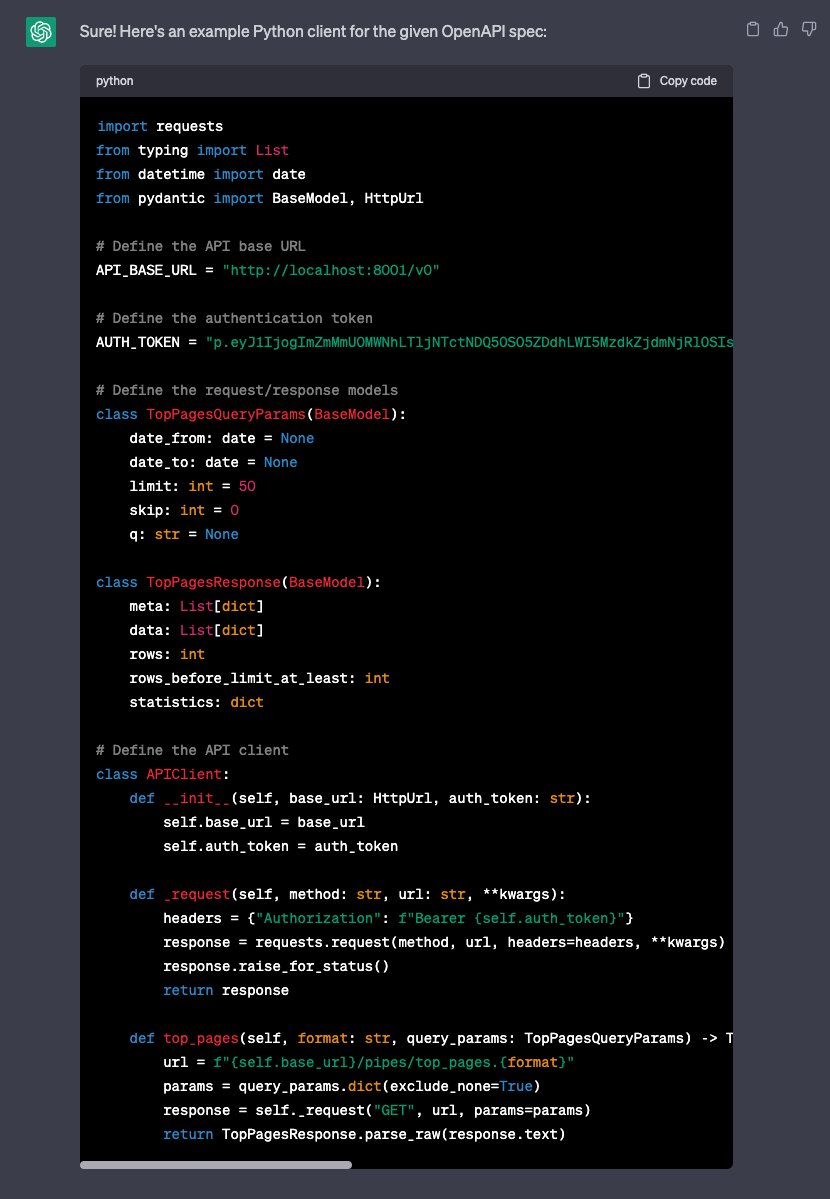 Sure! Here's an example Python client for the given OpenAPI spec:
python
Copy code
import requests
from typing import List
from datetime import date
from pydantic import BaseModel, HttpUrl
# Define the API base URL
API_BASE_URL = "http://localhost:8001/v0"
# Define the authentication token
AUTH_TOKEN = "p.eyJ1IjogImZmMmU0MWNhLTljNTctNDQ5OS05ZDdhLWI5MzdkZjdmNjRlOSIs
# Define the request/response models
class TopPagesQueryParams(BaseModel):
    date_from: date = None
    date_to: date = None
    limit: int = 50
    skip: int = 0
    q: str = None
class TopPagesResponse(BaseModel):
    meta: List[dict]
    data: List[dict]
    rows: int
    rows_before_limit_at_least: int
    statistics: dict
# Define the API client
class APIClient:
    def __init__(self, base_url: HttpUrl, auth_token: str):
        self.base_url = base_url
        self.auth_token = auth_token
    def _request(self, method: str, url: str, **kwargs):
        headers = {"Authorization": f"Bearer {self.auth_token}"}
        response = requests.request(method, url, headers=headers, **kwargs)
        response.raise_for_status()
        return response
    def top_pages(self, format: str, query_params: TopPagesQueryParams) -> T
        url = f"{self.base_url}/pipes/top_pages.{format}"
        params = query_params.dict(exclude_none=True)
        response = self._request("GET", url, params=params)
        return TopPagesResponse.parse_raw(response.text)